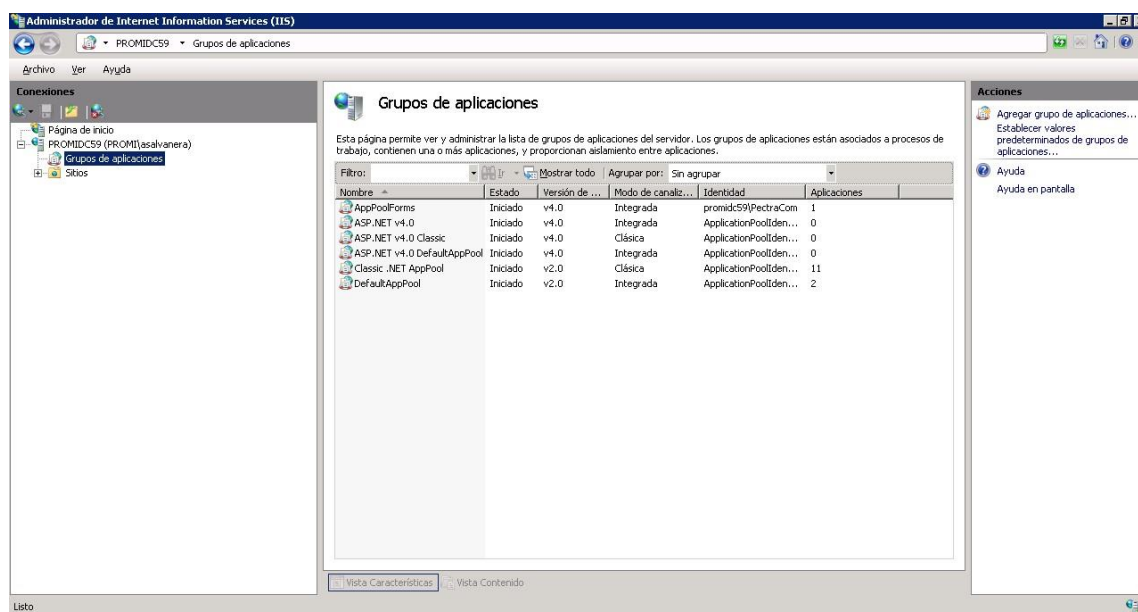 Administrador de Internet Information Services (IIS)
PROMIDC59 Grupos de aplicaciones
Archivo Ver Ayuda
Conexiones
Página de inicio
PROMIDC59 (PROMI\asalvanera)
Grupos de aplicaciones
Sitios
Grupos de aplicaciones
Esta página permite ver y administrar la lista de grupos de aplicaciones del servidor. Los grupos de aplicaciones están asociados a procesos de
trabajo, contienen una o más aplicaciones, y proporcionan aislamiento entre aplicaciones.
Filtro: Ir Mostrar todo Agrupar por: Sin agrupar
Nombre Estado Versión de ... Modo de canaliz... Identidad Aplicaciones
AppPoolForms Iniciado v4.0 Integrada promidc59\PectraCom 1
ASP.NET v4.0 Iniciado v4.0 Integrada ApplicationPoolIden... 0
ASP.NET v4.0 Classic Iniciado v4.0 Clásica ApplicationPoolIden... 0
ASP.NET v4.0 DefaultAppPool Iniciado v4.0 Integrada ApplicationPoolIden... 0
Classic .NET AppPool Iniciado v2.0 Clásica ApplicationPoolIden... 11
DefaultAppPool Iniciado v2.0 Integrada ApplicationPoolIden... 2
Vista Características Vista Contenido
Acciones
Agregar grupo de aplicaciones...
Establecer valores
predeterminados de grupos de
aplicaciones...
Ayuda
Ayuda en pantalla
Listo